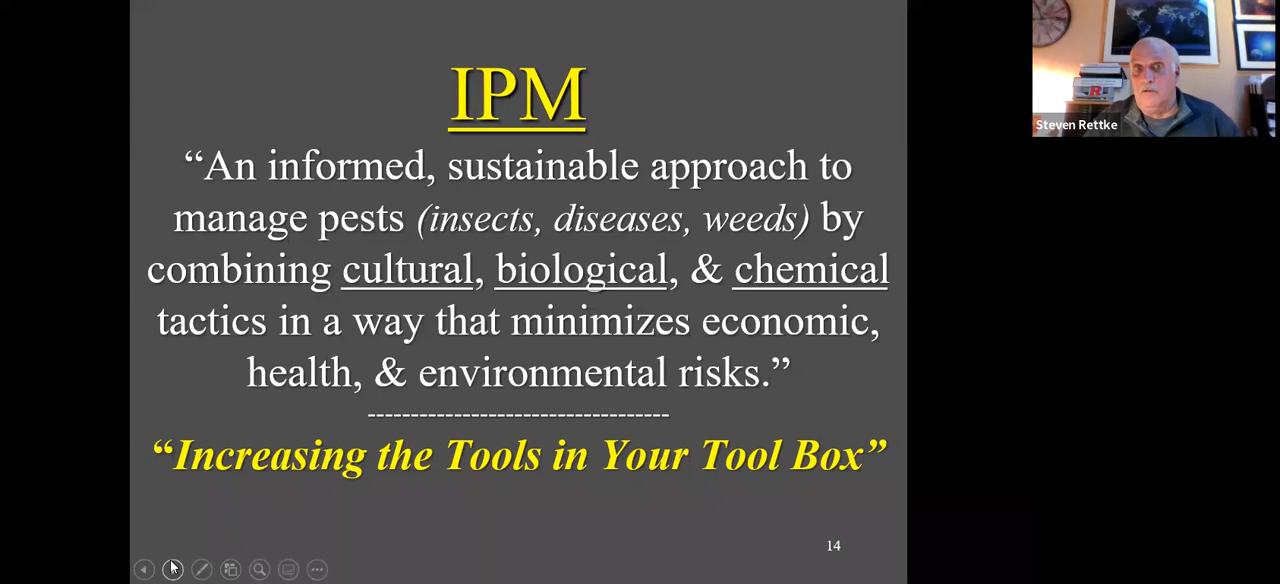 IPM
“An informed, sustainable approach to
manage pests (insects, diseases, weeds) by
combining cultural, biological, & chemical
tactics in a way that minimizes economic,
health, & environmental risks.”
----------------------------------
“Increasing the Tools in Your Tool Box”
14
R
Steven Rettke